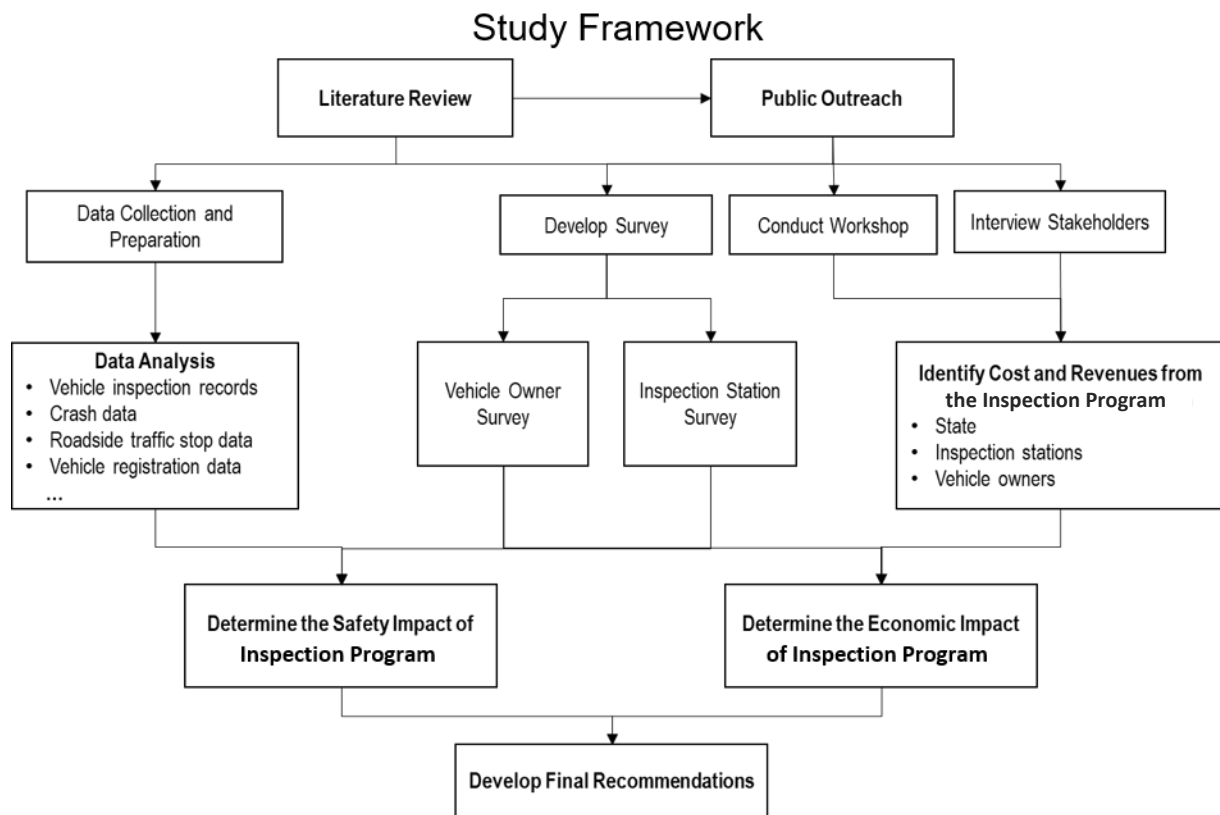 Study Framework
Literature Review
Public Outreach
Data Collection and
Preparation
Develop Survey
Conduct Workshop
Interview Stakeholders
Data Analysis
• Vehicle inspection records
• Crash data
• Roadside traffic stop data
• Vehicle registration data
...
Vehicle Owner
Survey
Inspection Station
Survey
Identify Cost and Revenues from
the Inspection Program
• State
• Inspection stations
• Vehicle owners
Determine the Safety Impact of
Inspection Program
Determine the Economic Impact
of Inspection Program
Develop Final Recommendations